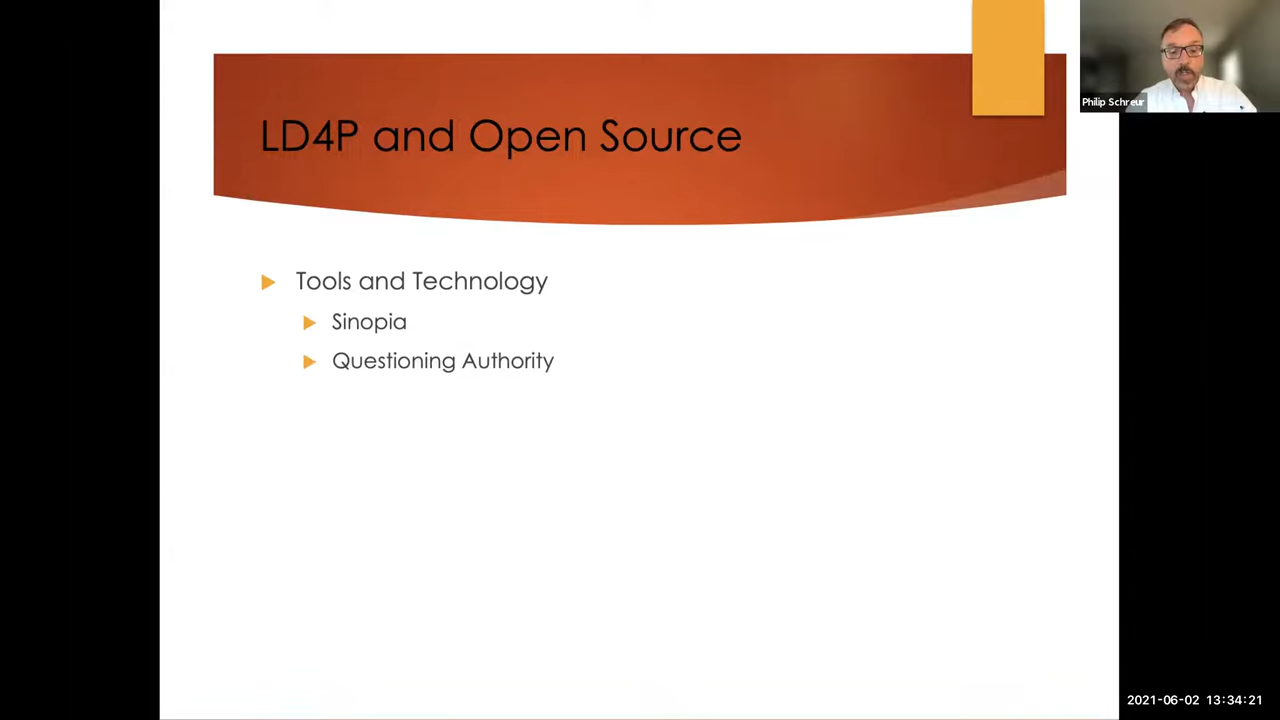 LD4P and Open Source
Philip Schreur
Tools and Technology
Sinopia
Questioning Authority
2021-06-02 13:34:21